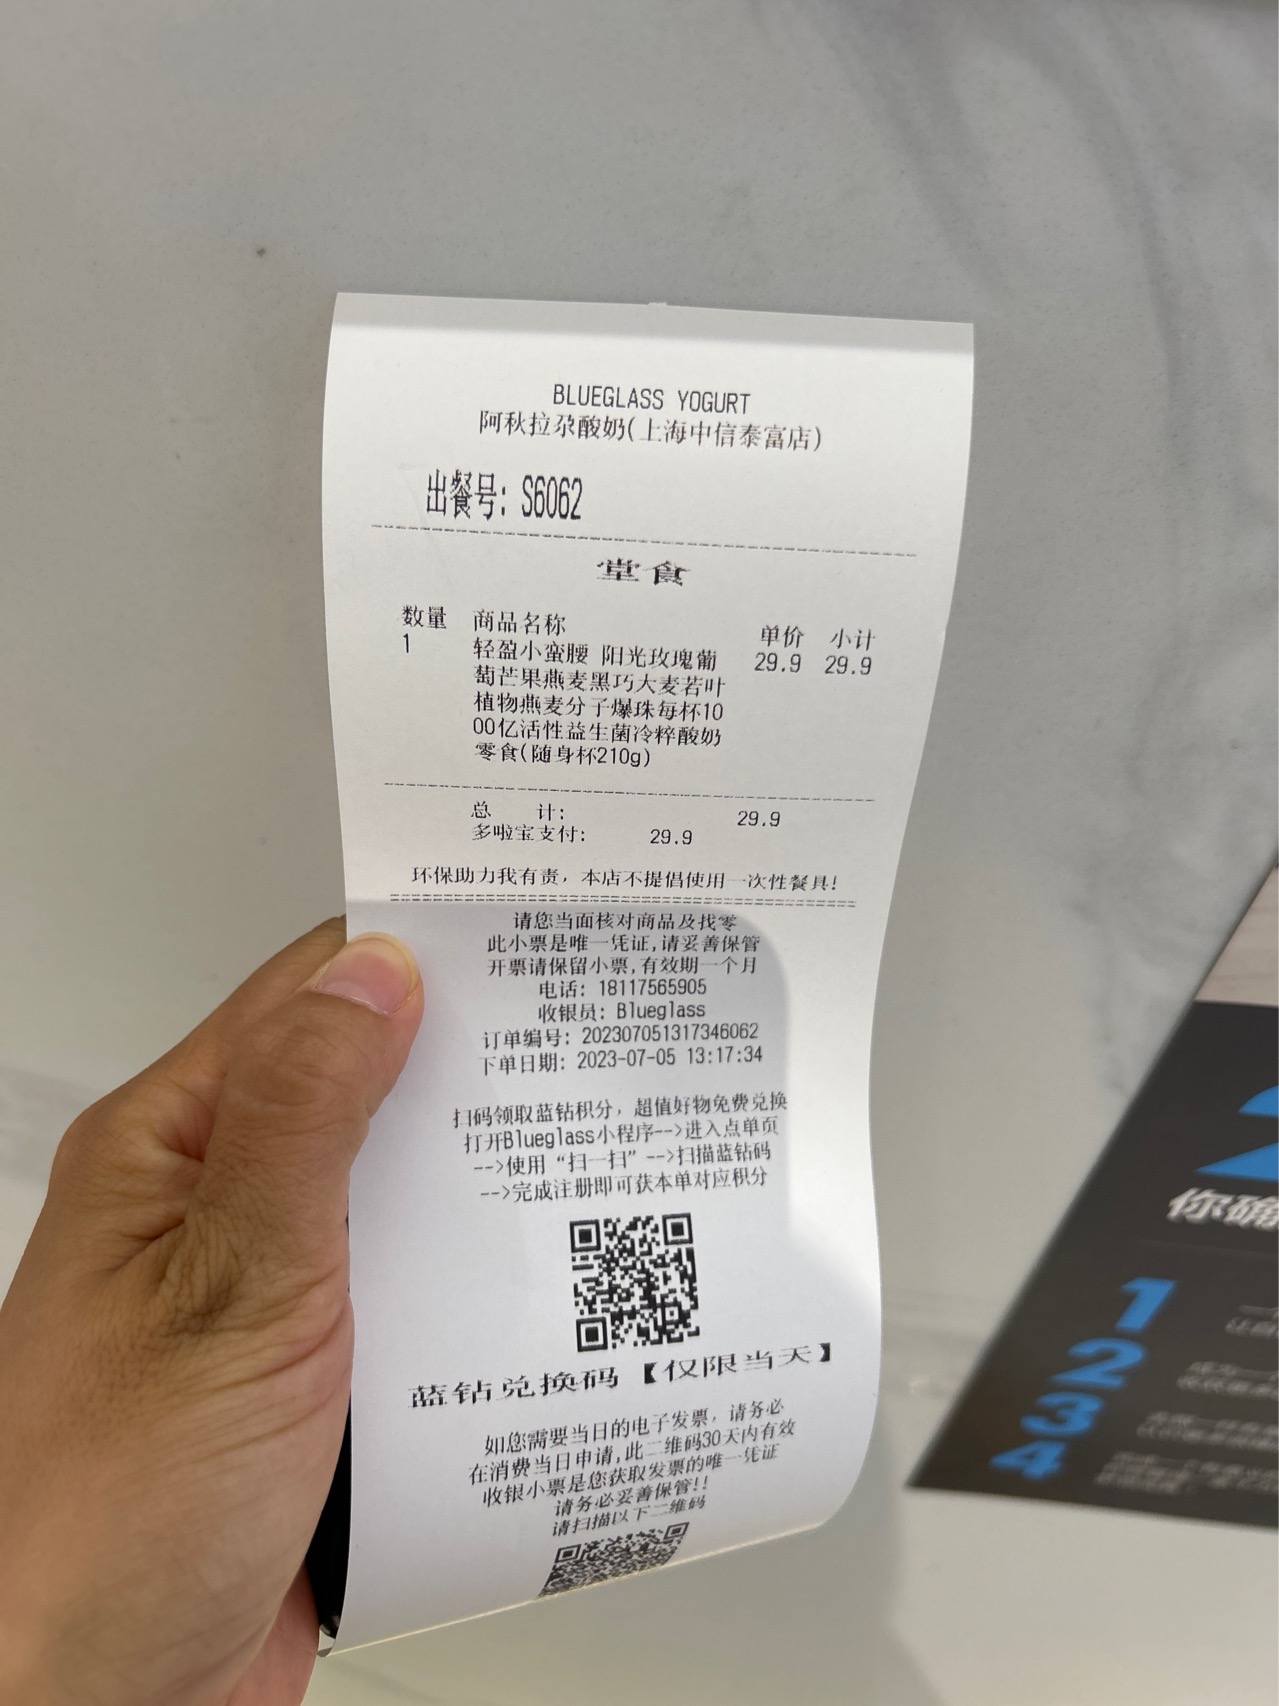 BLUEGLASS YOGURT
阿秋拉尕酸奶(上海中信泰富店)
出餐号: S6062
堂食
数量 商品名称 单价 小计
1 轻盈小蛮腰 阳光玫瑰葡 29.9 29.9
萄芒果燕麦黑巧大麦若叶
植物燕麦分子爆珠每杯10
00亿活性益生菌冷粹酸奶
零食(随身杯210g)
总 计: 29.9
多啦宝支付: 29.9
环保助力我有责，本店不提倡使用一次性餐具!
请您当面核对商品及找零
此小票是唯一凭证,请妥善保管
开票请保留小票,有效期一个月
电话: 18117565905
收银员: Blueglass
订单编号: 202307051317346062
下单日期: 2023-07-05 13:17:34
扫码领取蓝钻积分，超值好物免费兑换
打开Blueglass小程序-->进入点单页
-->使用“扫一扫”-->扫描蓝钻码
-->完成注册即可获本单对应积分
蓝钻兑换码【仅限当天】
如您需要当日的电子发票，请务必
在消费当日申请,此二维码30天内有效
收银小票是您获取发票的唯一凭证
请务必妥善保管!!
请扫描以下二维码
你确
1
2
3
4